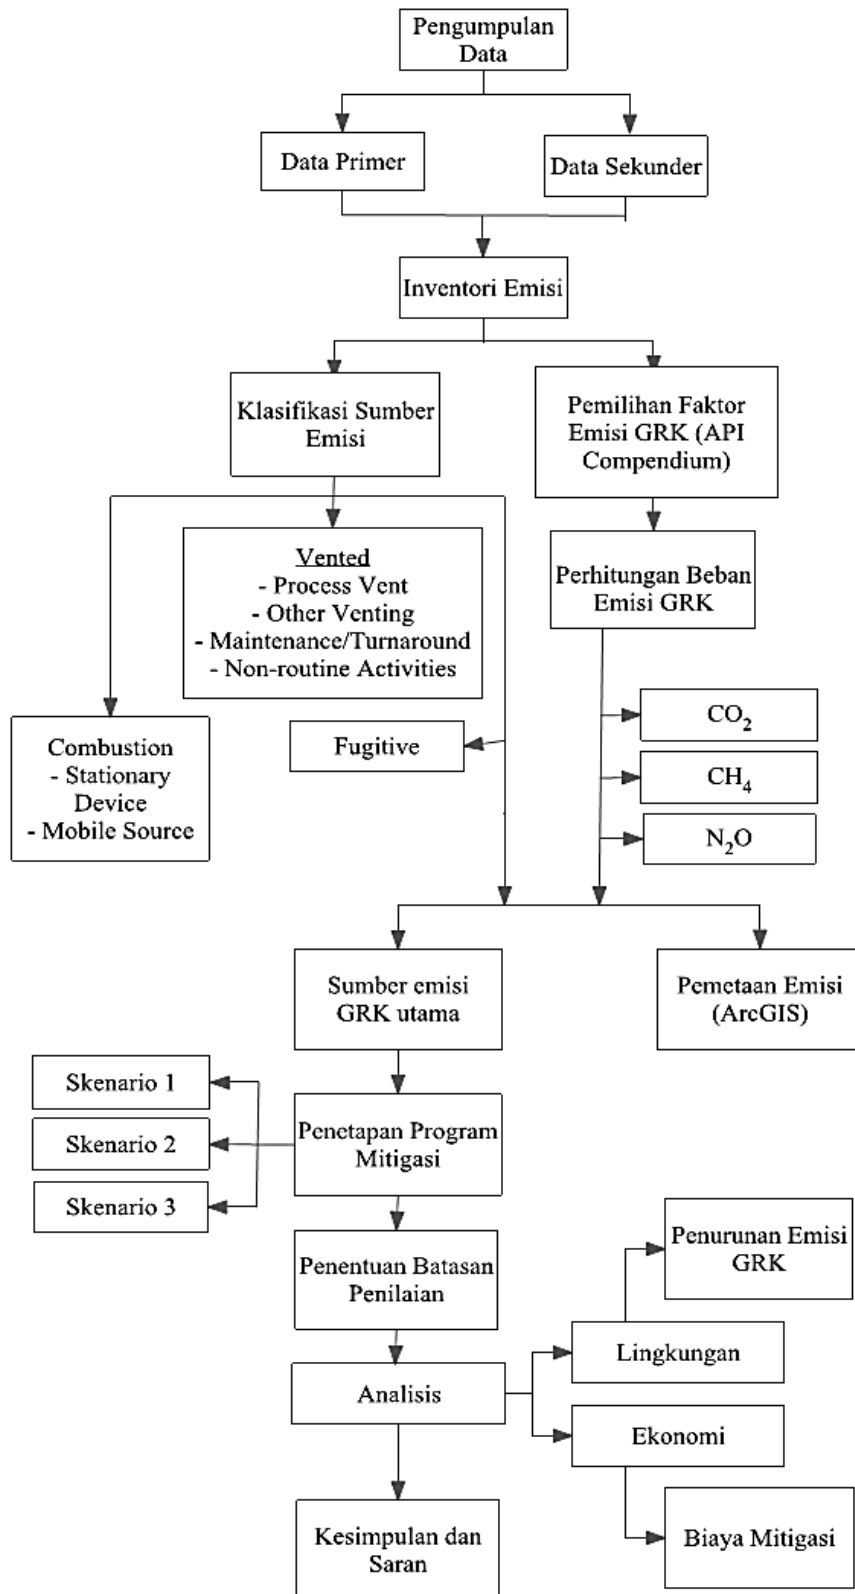 Pengumpulan
Data
Data Primer
Data Sekunder
Inventori Emisi
Klasifikasi Sumber
Emisi
Pemilihan Faktor
Emisi GRK (API
Compendium)
Vented
- Process Vent
- Other Venting
- Maintenance/Turnaround
- Non-routine Activities
Perhitungan Beban
Emisi GRK
Combustion
- Stationary
Device
- Mobile Source
Fugitive
CO₂
CH₄
N₂O
Sumber emisi
GRK utama
Pemetaan Emisi
(ArcGIS)
Skenario 1
Skenario 2
Skenario 3
Penetapan Program
Mitigasi
Penentuan Batasan
Penilaian
Penurunan Emisi
GRK
Lingkungan
Analisis
Ekonomi
Kesimpulan dan
Saran
Biaya Mitigasi